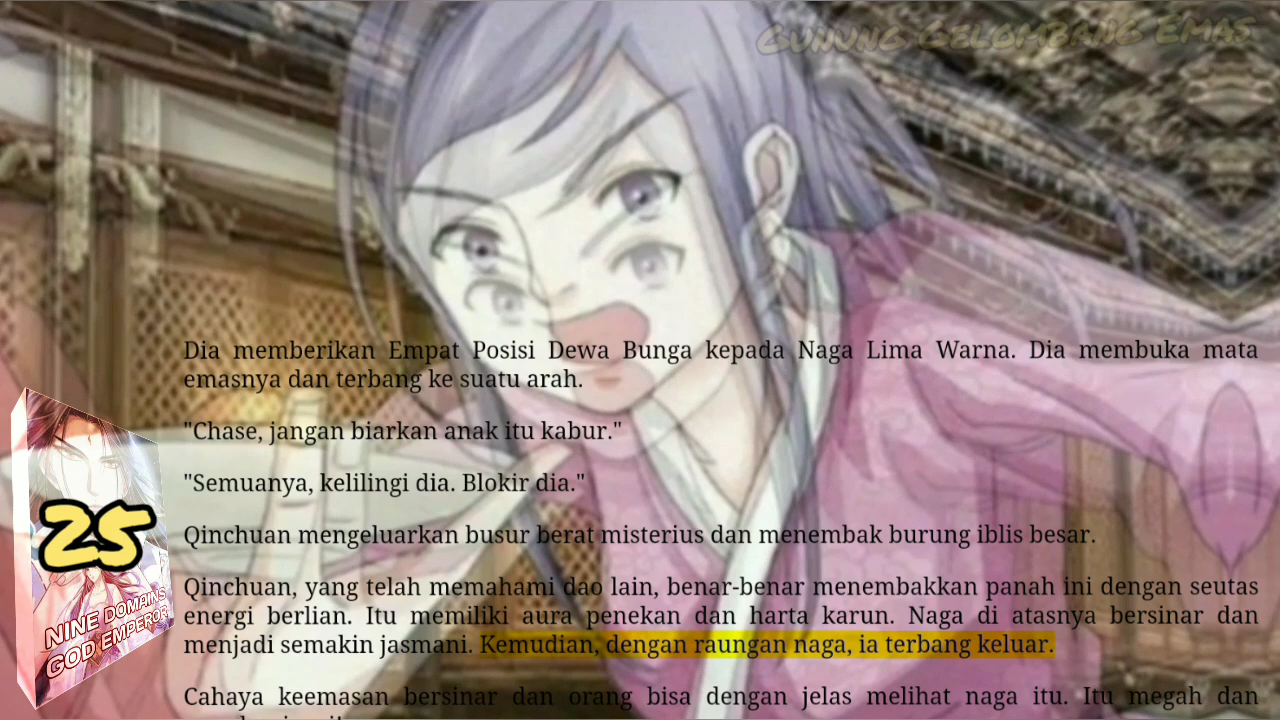 Gunung Gelombang Emas
Dia memberikan Empat Posisi Dewa Bunga kepada Naga Lima Warna. Dia membuka mata
emasnya dan terbang ke suatu arah.
"Chase, jangan biarkan anak itu kabur."
"Semuanya, kelilingi dia. Blokir dia."
Qinchuan mengeluarkan busur berat misterius dan menembak burung iblis besar.
Qinchuan, yang telah memahami dao lain, benar-benar menembakkan panah ini dengan seutas
energi berlian. Itu memiliki aura penekan dan harta karun. Naga di atasnya bersinar dan
menjadi semakin jasmani. Kemudian, dengan raungan naga, ia terbang keluar.
Cahaya keemasan bersinar dan orang bisa dengan jelas melihat naga itu. Itu megah dan
25
NINE DOMAINS
GOD EMPEROR